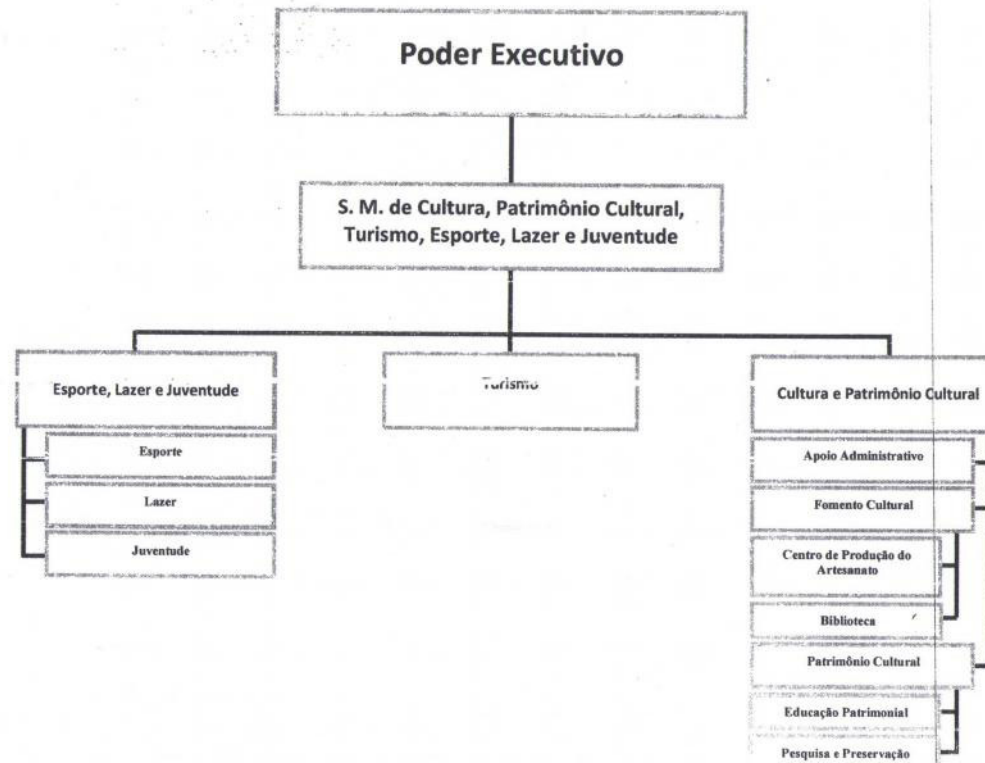 Poder Executivo
S. M. de Cultura, Patrimônio Cultural,
Turismo, Esporte, Lazer e Juventude
Esporte, Lazer e Juventude
Esporte
Lazer
Juventude
Turismo
Cultura e Patrimônio Cultural
Apoio Administrativo
Fomento Cultural
Centro de Produção do
Artesanato
Biblioteca
Patrimônio Cultural
Educação Patrimonial
Pesquisa e Preservação